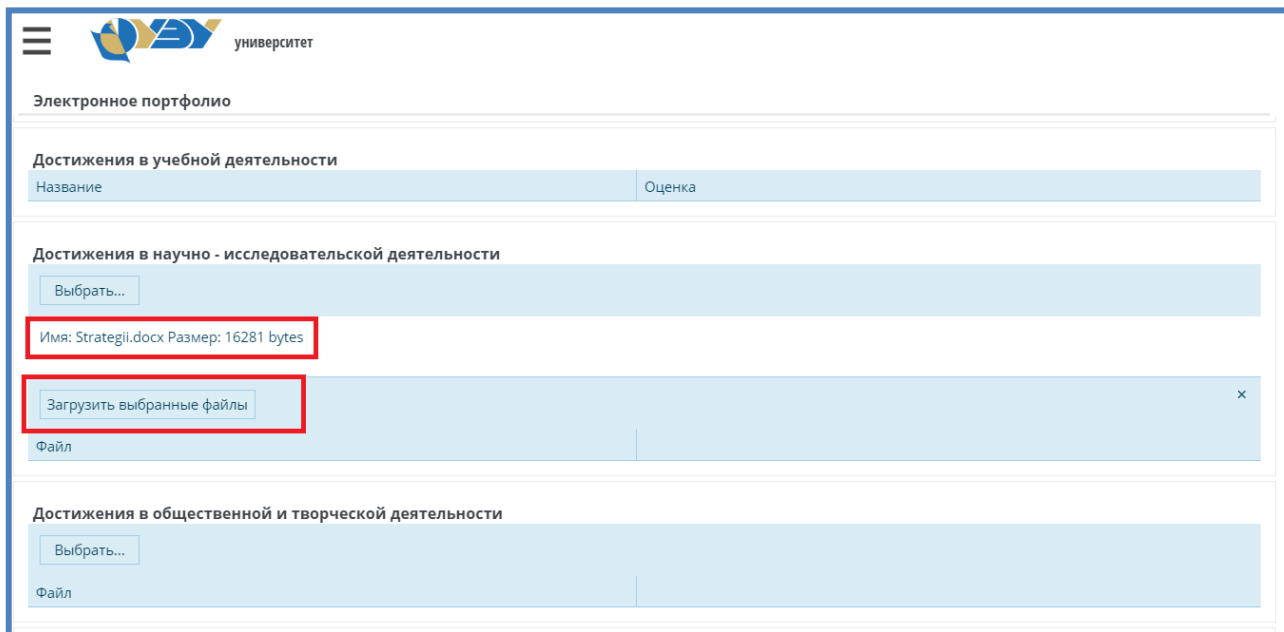 университет
Электронное портфолио
Достижения в учебной деятельности
Название Оценка
Достижения в научно - исследовательской деятельности
Выбрать...
Имя: Strategii.docx Размер: 16281 bytes
Загрузить выбранные файлы ×
Файл
Достижения в общественной и творческой деятельности
Выбрать...
Файл